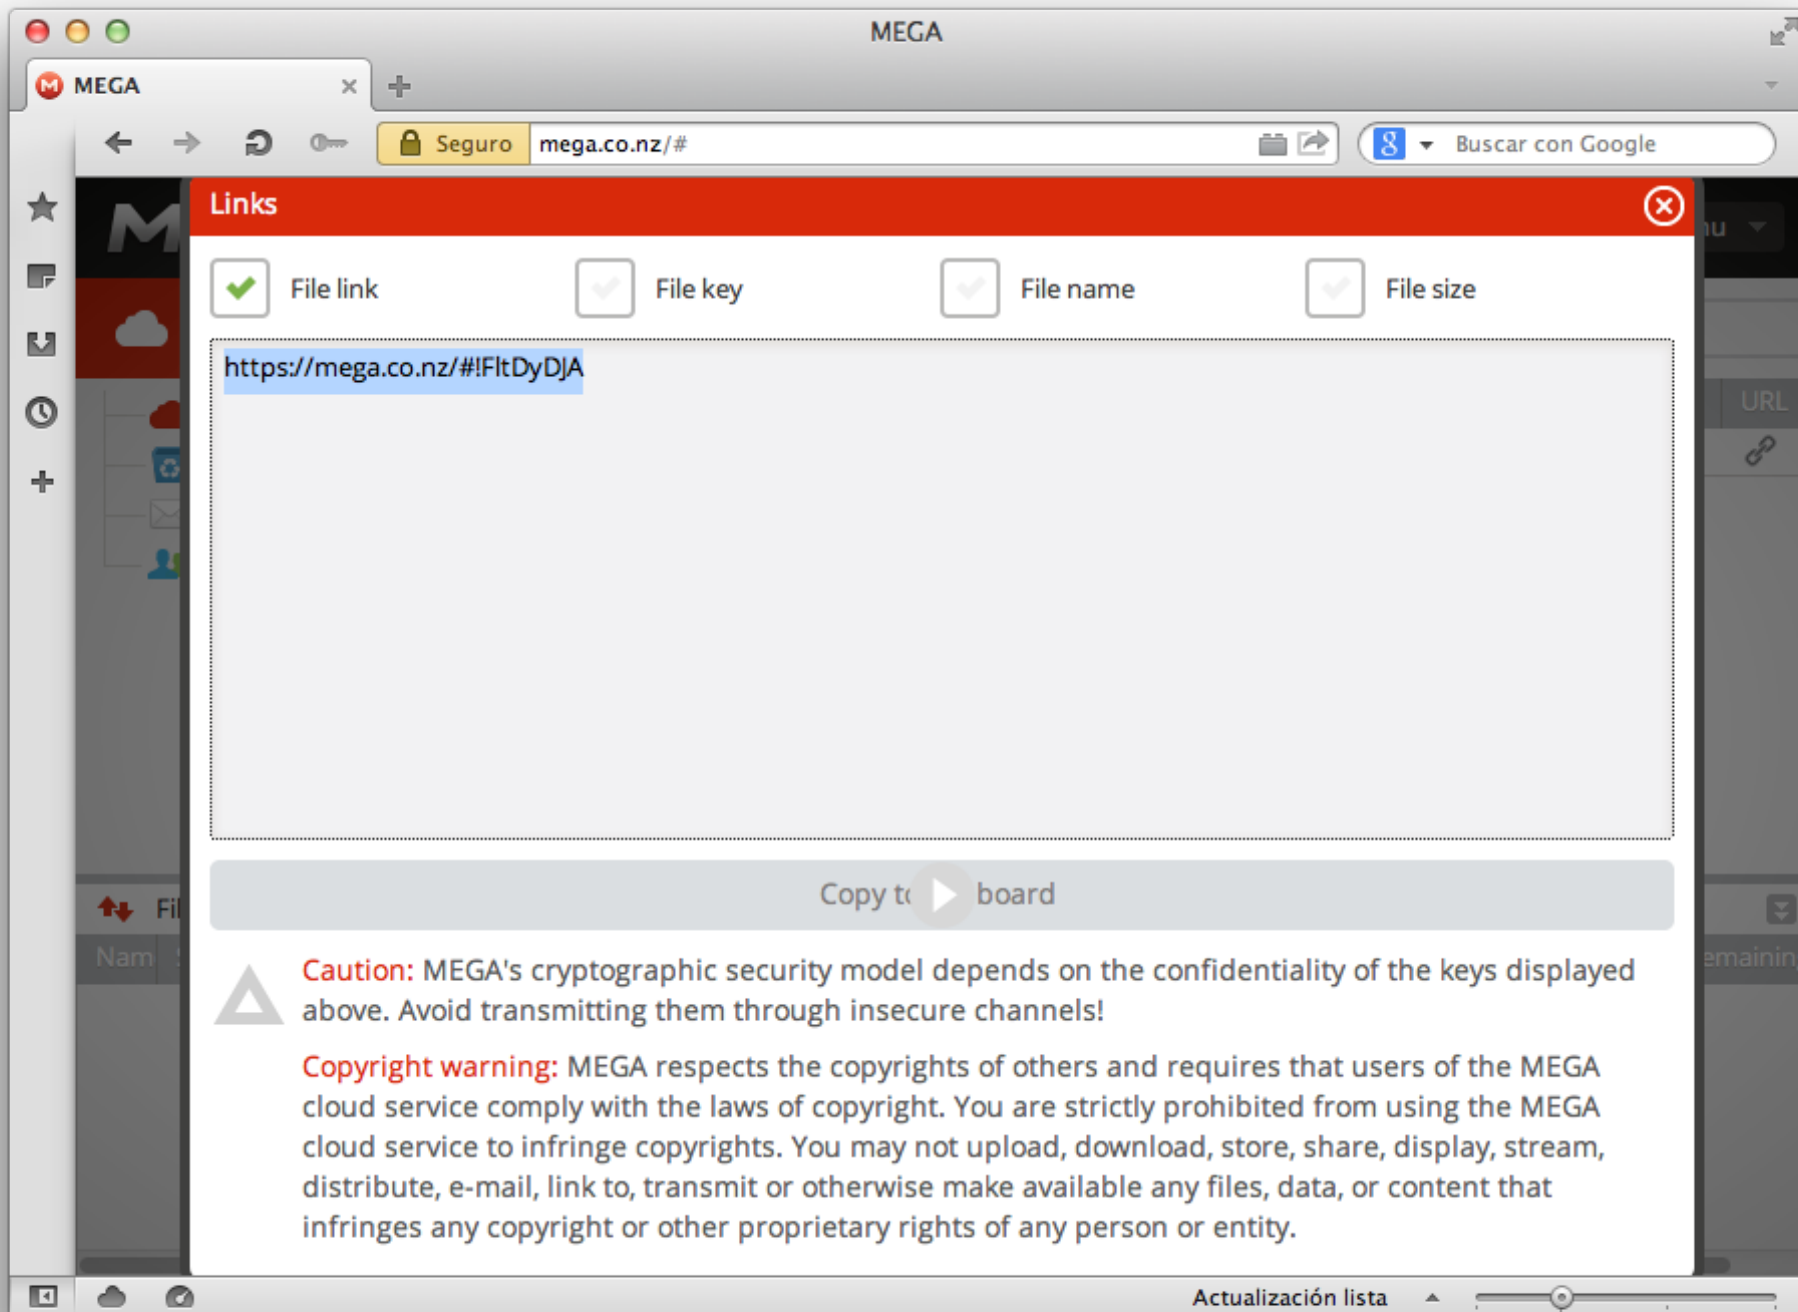 MEGA
MEGA
Seguro mega.co.nz/# Buscar con Google
Links
File link File key File name File size
https://mega.co.nz/#!FltDyDJA
URL
Copy to board
Caution: MEGA's cryptographic security model depends on the confidentiality of the keys displayed
above. Avoid transmitting them through insecure channels!
Copyright warning: MEGA respects the copyrights of others and requires that users of the MEGA
cloud service comply with the laws of copyright. You are strictly prohibited from using the MEGA
cloud service to infringe copyrights. You may not upload, download, store, share, display, stream,
distribute, e-mail, link to, transmit or otherwise make available any files, data, or content that
infringes any copyright or other proprietary rights of any person or entity.
Actualización lista